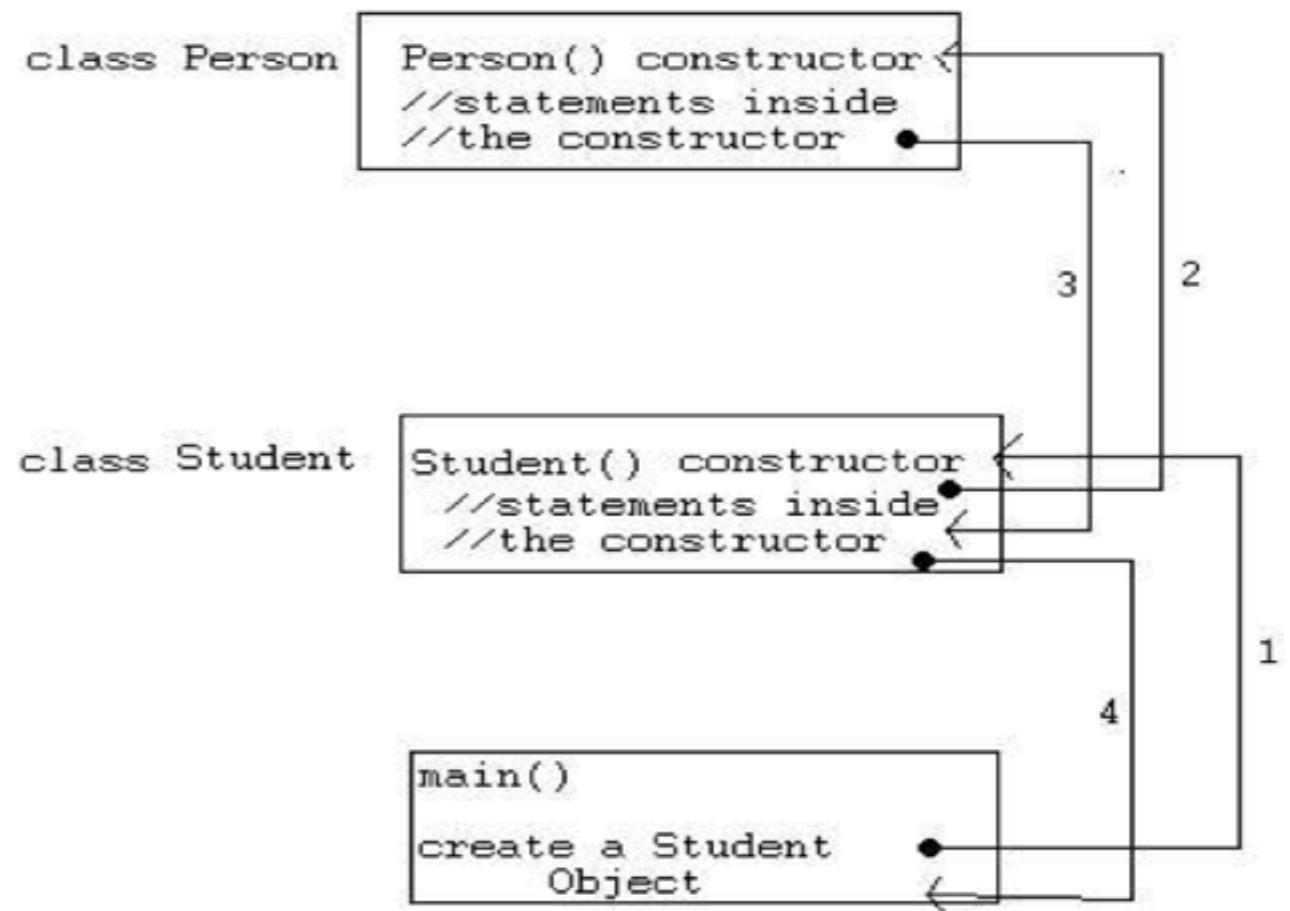 class Person
Person() constructor
//statements inside
//the constructor
3
2
class Student
Student() constructor
//statements inside
//the constructor
1
4
main()
create a Student
Object